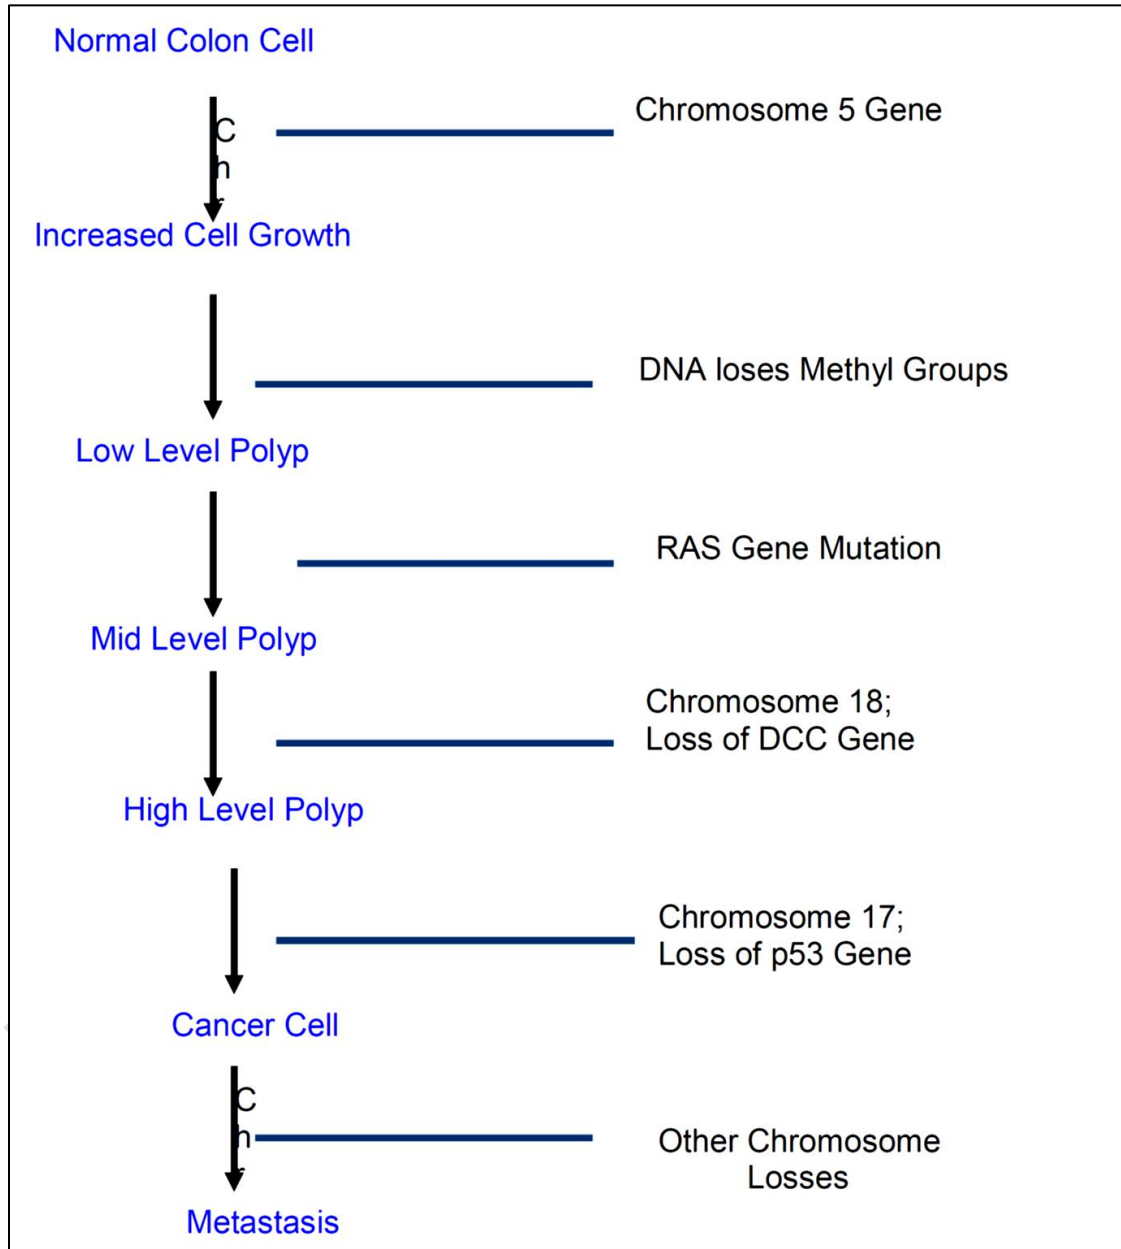 Normal Colon Cell
Chromosome 5 Gene
C
h
r
Increased Cell Growth
DNA loses Methyl Groups
Low Level Polyp
RAS Gene Mutation
Mid Level Polyp
Chromosome 18;
Loss of DCC Gene
High Level Polyp
Chromosome 17;
Loss of p53 Gene
Cancer Cell
C
h
r
Other Chromosome
Losses
Metastasis